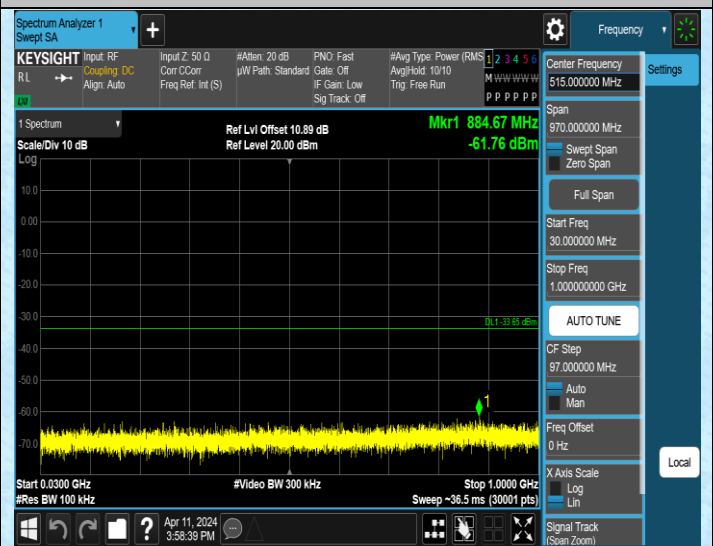 Spectrum Analyzer 1
Swept SA
+
Frequency
KEYSIGHT
RL
LXI
Input: RF
Coupling: DC
Align: Auto
Input Z: 50 Ω
Corr CCorr
Freq Ref: Int (S)
#Atten: 20 dB
µW Path: Standard
PNO: Fast
Gate: Off
IF Gain: Low
Sig Track: Off
#Avg Type: Power (RMS
Avg|Hold: 10/10
Trig: Free Run
1 2 3 4 5 6
M W W W W W
P P P P P P
Center Frequency
515.000000 MHz
Settings
Span
970.000000 MHz
Swept Span
Zero Span
Full Span
Start Freq
30.000000 MHz
Stop Freq
1.000000000 GHz
AUTO TUNE
CF Step
97.000000 MHz
Auto
Man
Freq Offset
0 Hz
X Axis Scale
Log
Lin
Signal Track
(Span Zoom)
Local
1 Spectrum
Scale/Div 10 dB
Log
Ref Lvl Offset 10.89 dB
Ref Level 20.00 dBm
Mkr1 884.67 MHz
-61.76 dBm
10.0
0.00
-10.0
-20.0
-30.0
DL1 -33.65 dBm
-40.0
-50.0
-60.0
1
-70.0
Start 0.0300 GHz
#Res BW 100 kHz
#Video BW 300 kHz
Stop 1.0000 GHz
Sweep ~36.5 ms (30001 pts)
?
Apr 11, 2024
3:58:39 PM